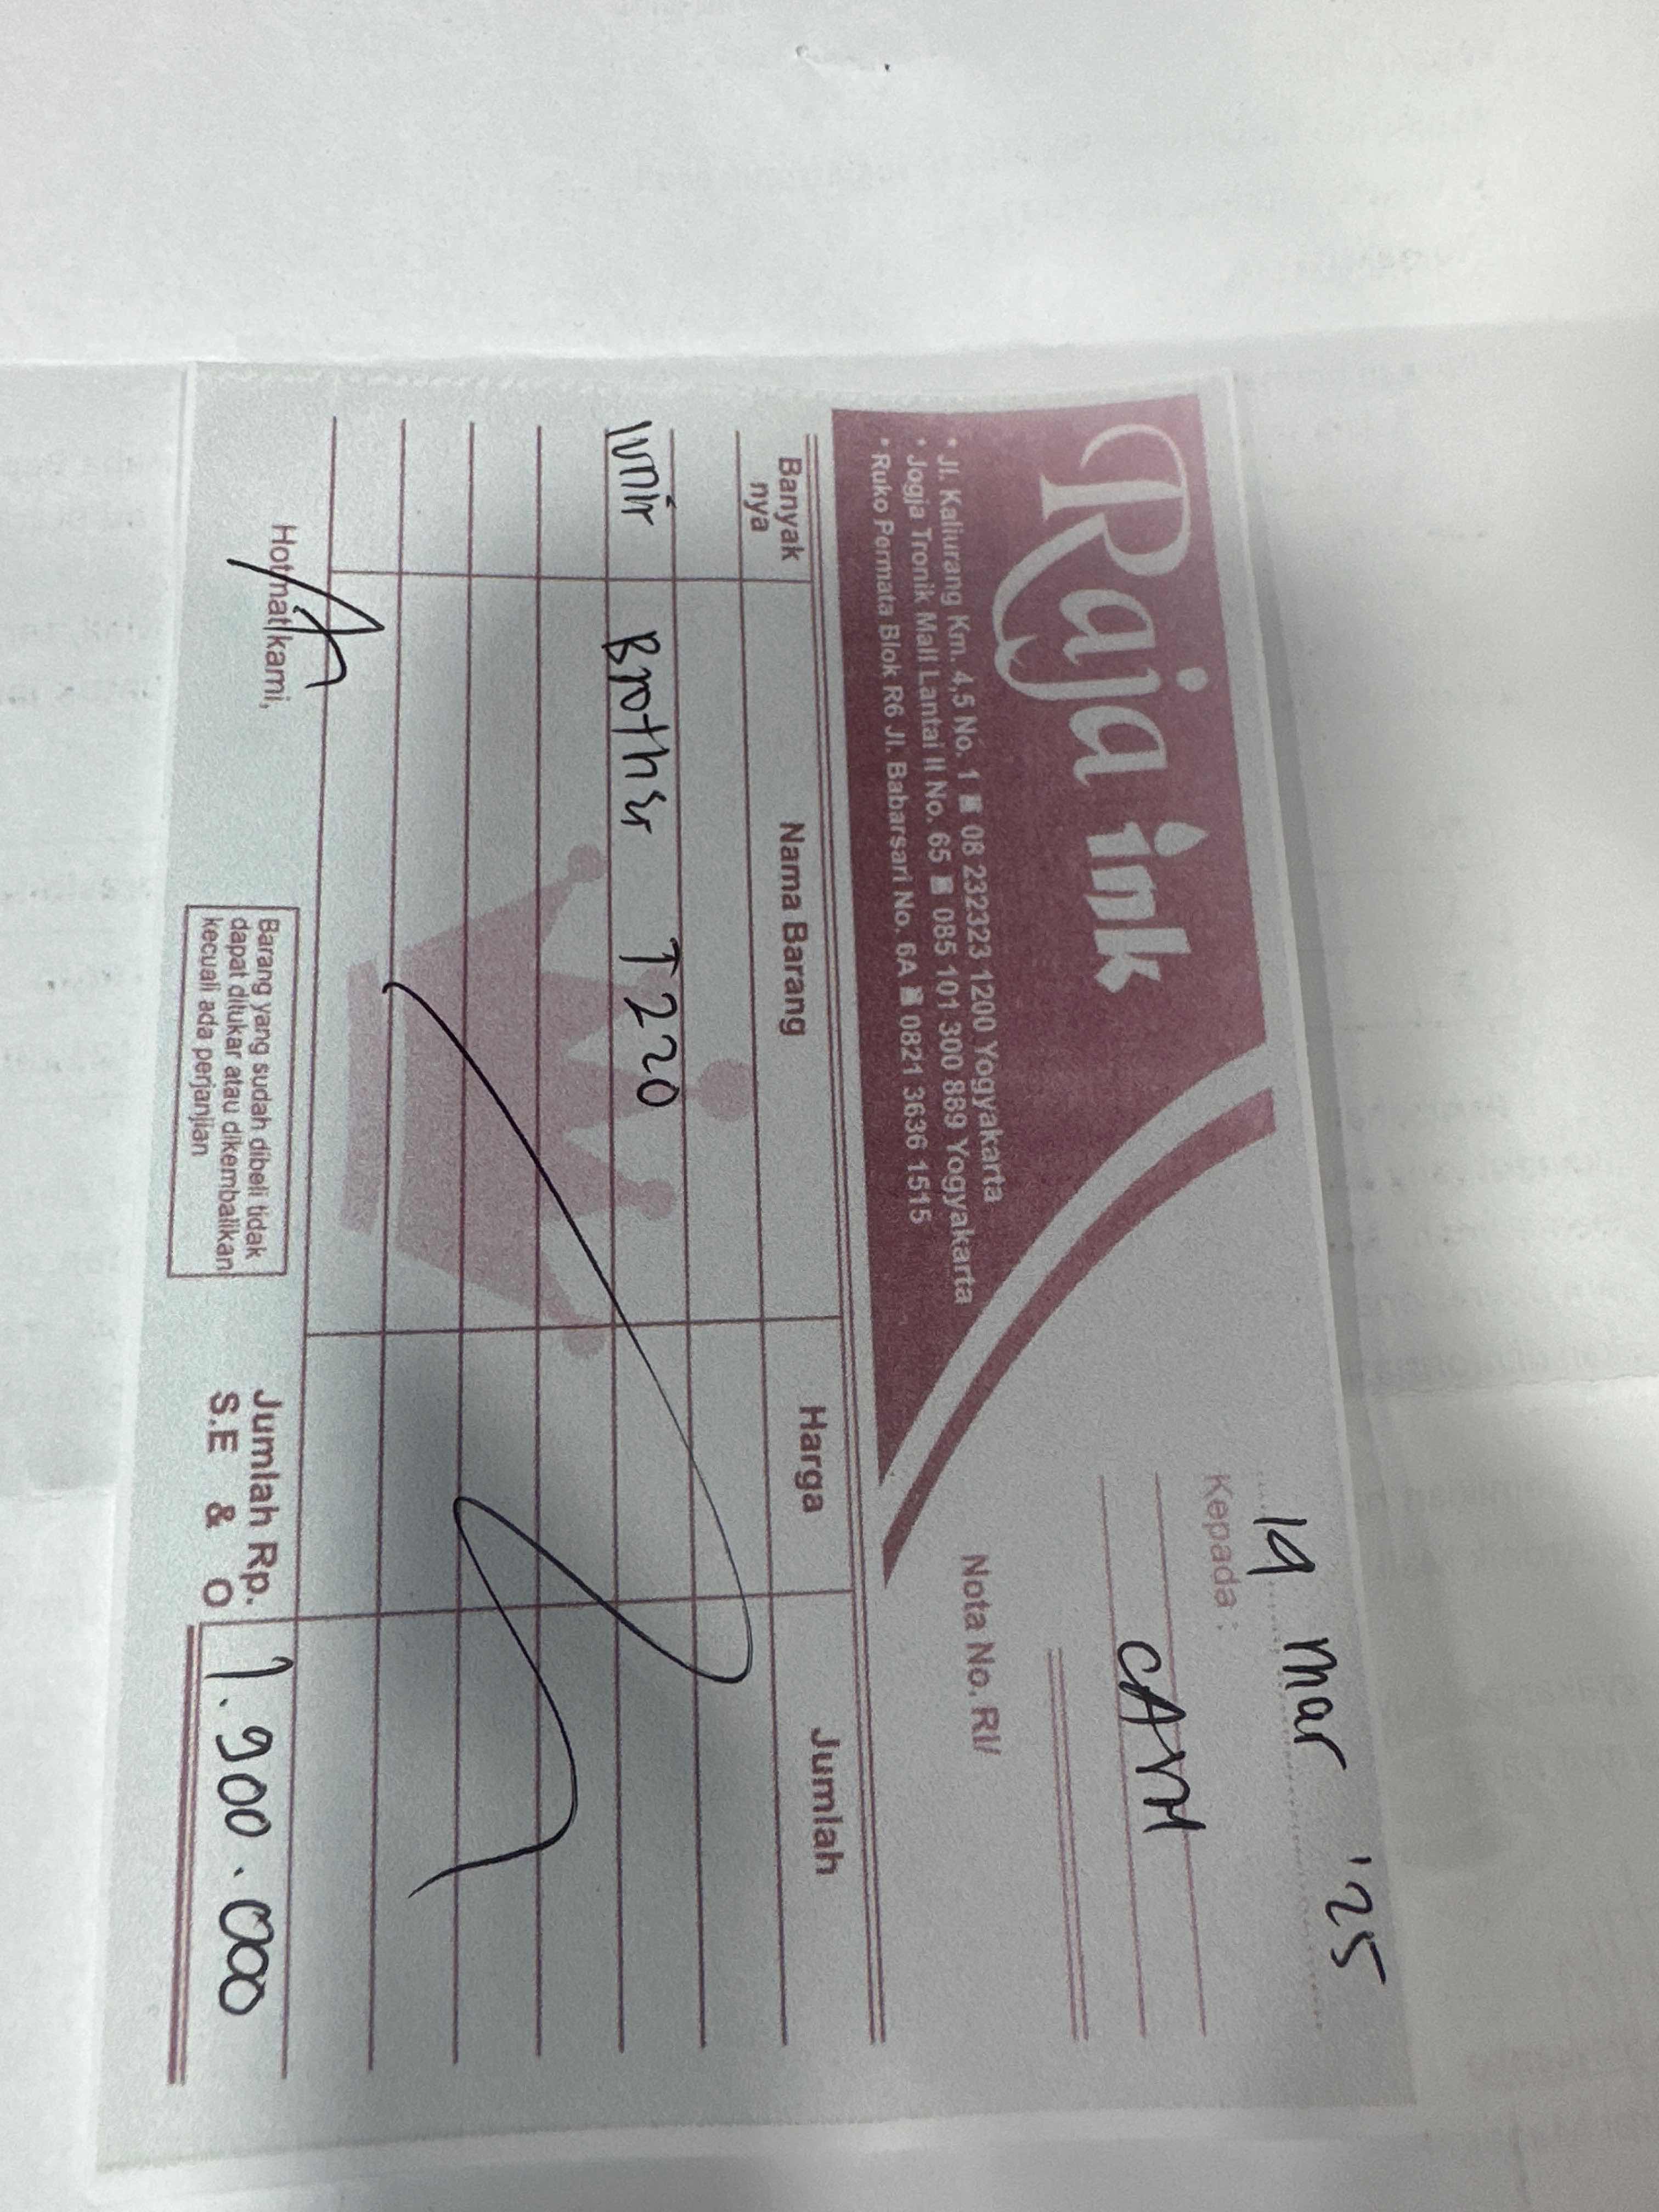 Raja ink
• Jl. Kaliurang Km. 4,5 No. 1 08 232323 1200 Yogyakarta
• Jogja Tronik Mall Lantai II No. 65 085 101 300 889 Yogyakarta
• Ruko Permata Blok R6 Jl. Babarsari No. 6A 0821 3636 1515
19 Mar '25
Kepada :
CASH
Nota No. RI/
Banyak nya Nama Barang Harga Jumlah
1 unit Brother T220
Hormat kami,
Barang yang sudah dibeli tidak
dapat ditukar atau dikembalikan
kecuali ada perjanjian
Jumlah Rp. 1.900.000
S.E & O